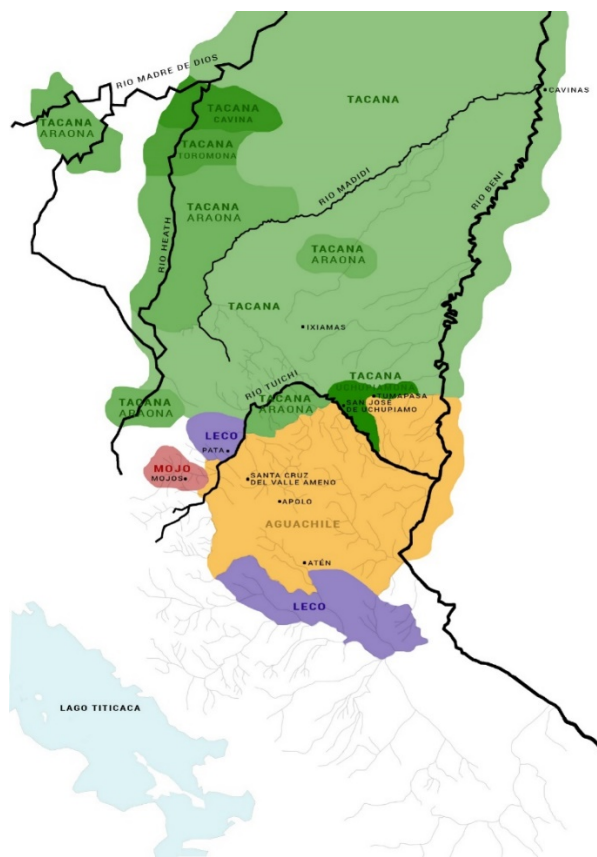 RIO MADRE DE DIOS
CAVINAS
TACANA
TACANA
CAVINA
TACANA
ARAONA
TACANA
TOROMONA
RIO MADIDI
RIO BENI
TACANA
ARAONA
RIO HEATH
TACANA
ARAONA
TACANA
IXIAMAS
RIO TUICHI
TACANA
UCHUPIAMONA
TUMAPASA
TACANA
ARAONA
TACANA
ARAONA
SAN JOSÉ
DE UCHUPIAMO
LECO
PATA
MOJO
MOJOS
SANTA CRUZ
DEL VALLE AMENO
APOLO
AGUACHILE
ATÉN
LECO
LAGO TITICACA